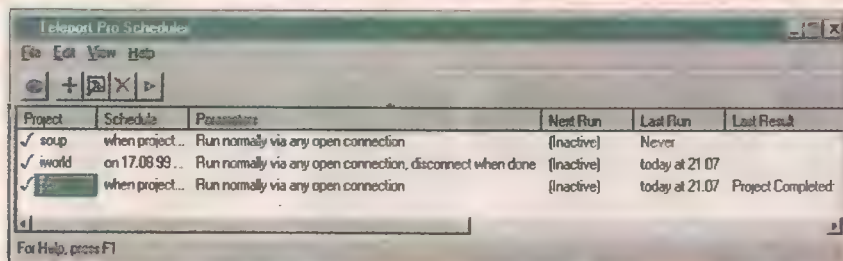 Teleport Pro Scheduler
File Edit View Help
Project Schedule Parameters Next Run Last Run Last Result
soup when project... Run normally via any open connection (Inactive) Never
iworld on 17.08 99... Run normally via any open connection, disconnect when done (Inactive) today at 21 07
when project... Run normally via any open connection (Inactive) today at 21.07 Project Completed
For Help, press F1